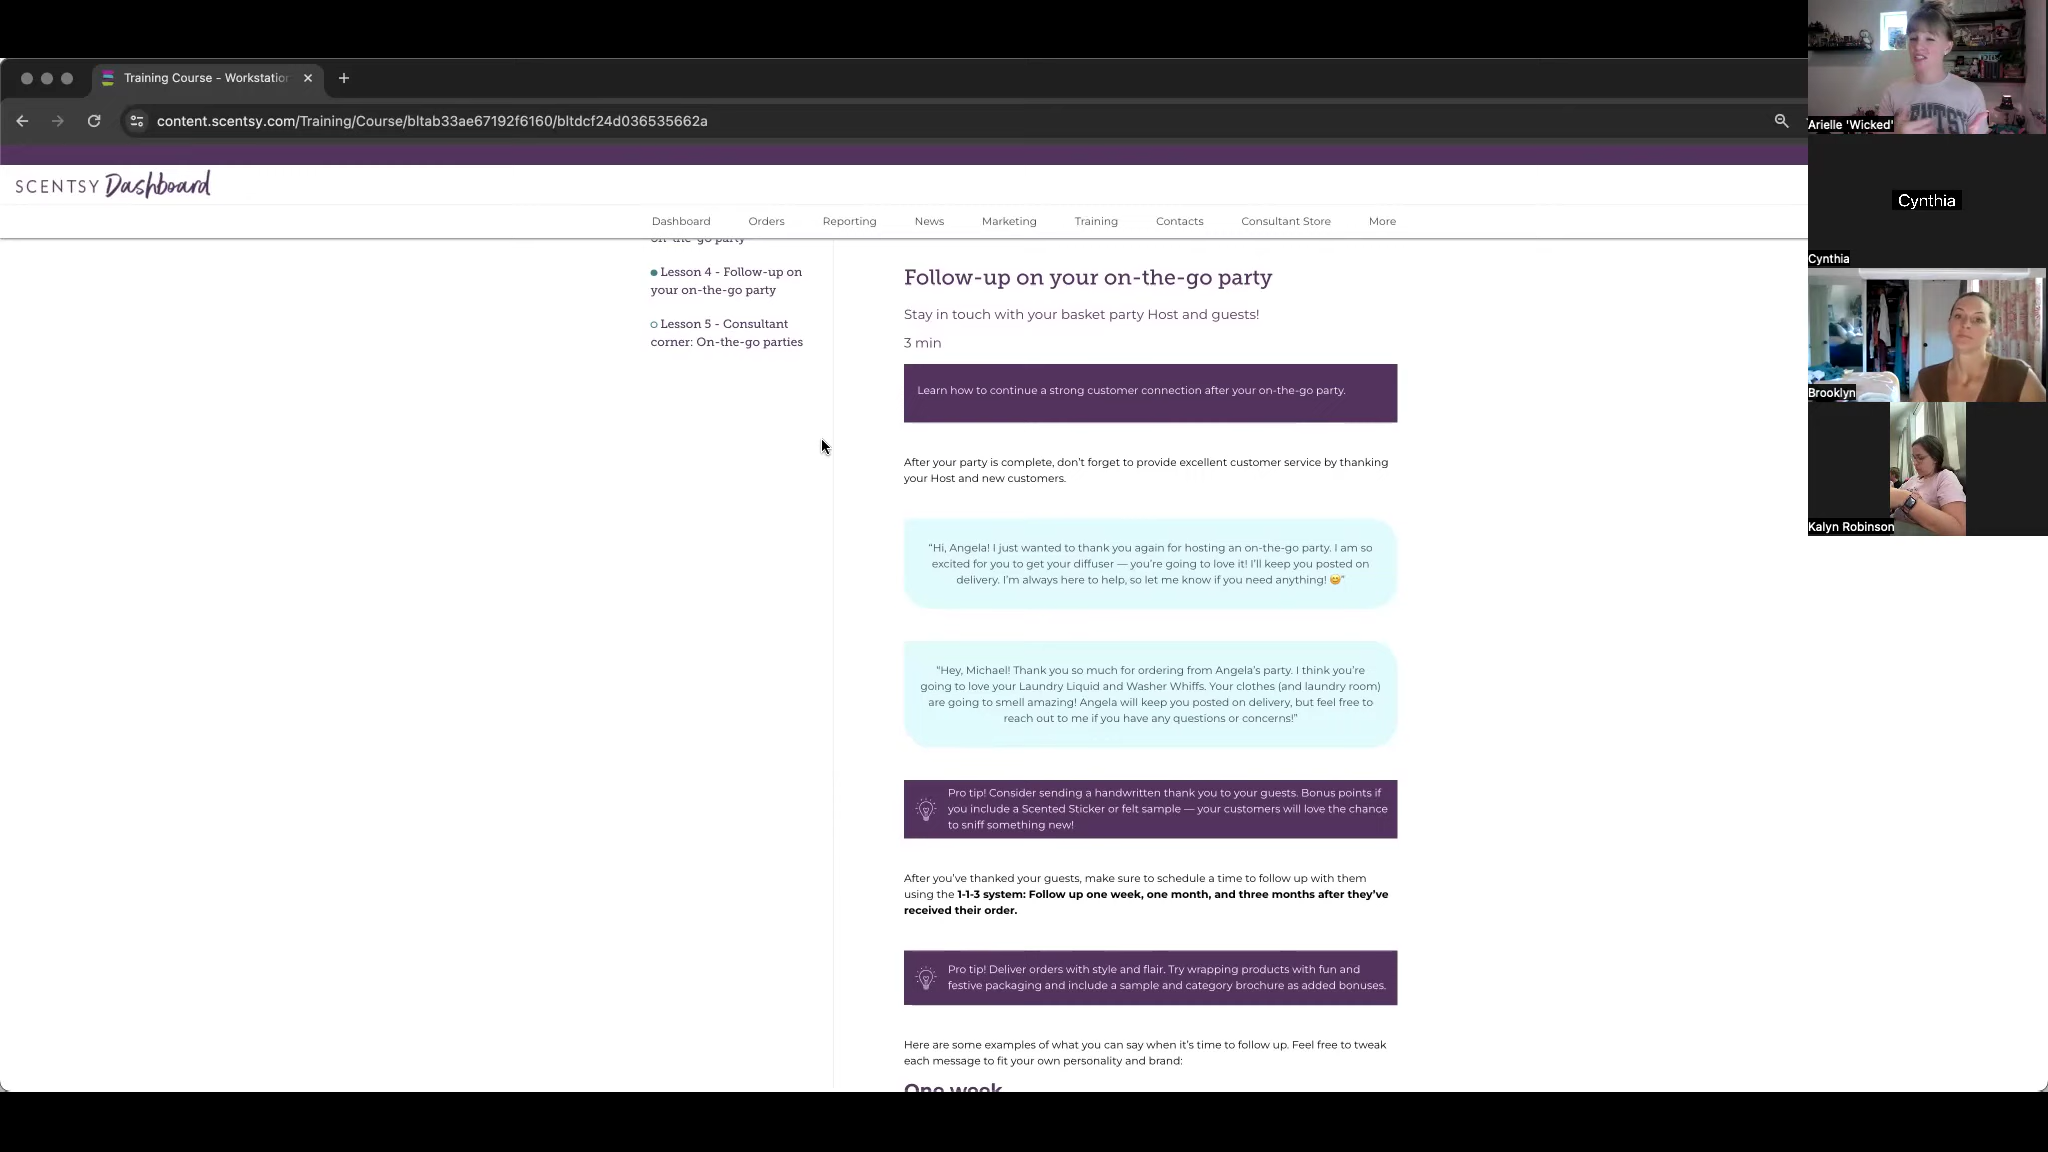 Training Course - Workstation
content.scentsy.com/Training/Course/bltab33ae67192f6160/bltdcf24d036535662a
SCENTSY Dashboard
Dashboard Orders Reporting News Marketing Training Contacts Consultant Store More
on-the-go party
Lesson 4 - Follow-up on
your on-the-go party
Lesson 5 - Consultant
corner: On-the-go parties
Follow-up on your on-the-go party
Stay in touch with your basket party Host and guests!
3 min
Learn how to continue a strong customer connection after your on-the-go party.
After your party is complete, don’t forget to provide excellent customer service by thanking
your Host and new customers.
“Hi, Angela! I just wanted to thank you again for hosting an on-the-go party. I am so
excited for you to get your diffuser — you’re going to love it! I’ll keep you posted on
delivery. I’m always here to help, so let me know if you need anything! 😊”
“Hey, Michael! Thank you so much for ordering from Angela’s party. I think you’re
going to love your Laundry Liquid and Washer Whiffs. Your clothes (and laundry room)
are going to smell amazing! Angela will keep you posted on delivery, but feel free to
reach out to me if you have any questions or concerns!”
Pro tip! Consider sending a handwritten thank you to your guests. Bonus points if
you include a Scented Sticker or felt sample — your customers will love the chance
to sniff something new!
After you’ve thanked your guests, make sure to schedule a time to follow up with them
using the 1-1-3 system: Follow up one week, one month, and three months after they’ve
received their order.
Pro tip! Deliver orders with style and flair. Try wrapping products with fun and
festive packaging and include a sample and category brochure as added bonuses.
Here are some examples of what you can say when it’s time to follow up. Feel free to tweak
each message to fit your own personality and brand:
One week
Arielle 'Wicked'
Cynthia
Cynthia
Brooklyn
Kalyn Robinson